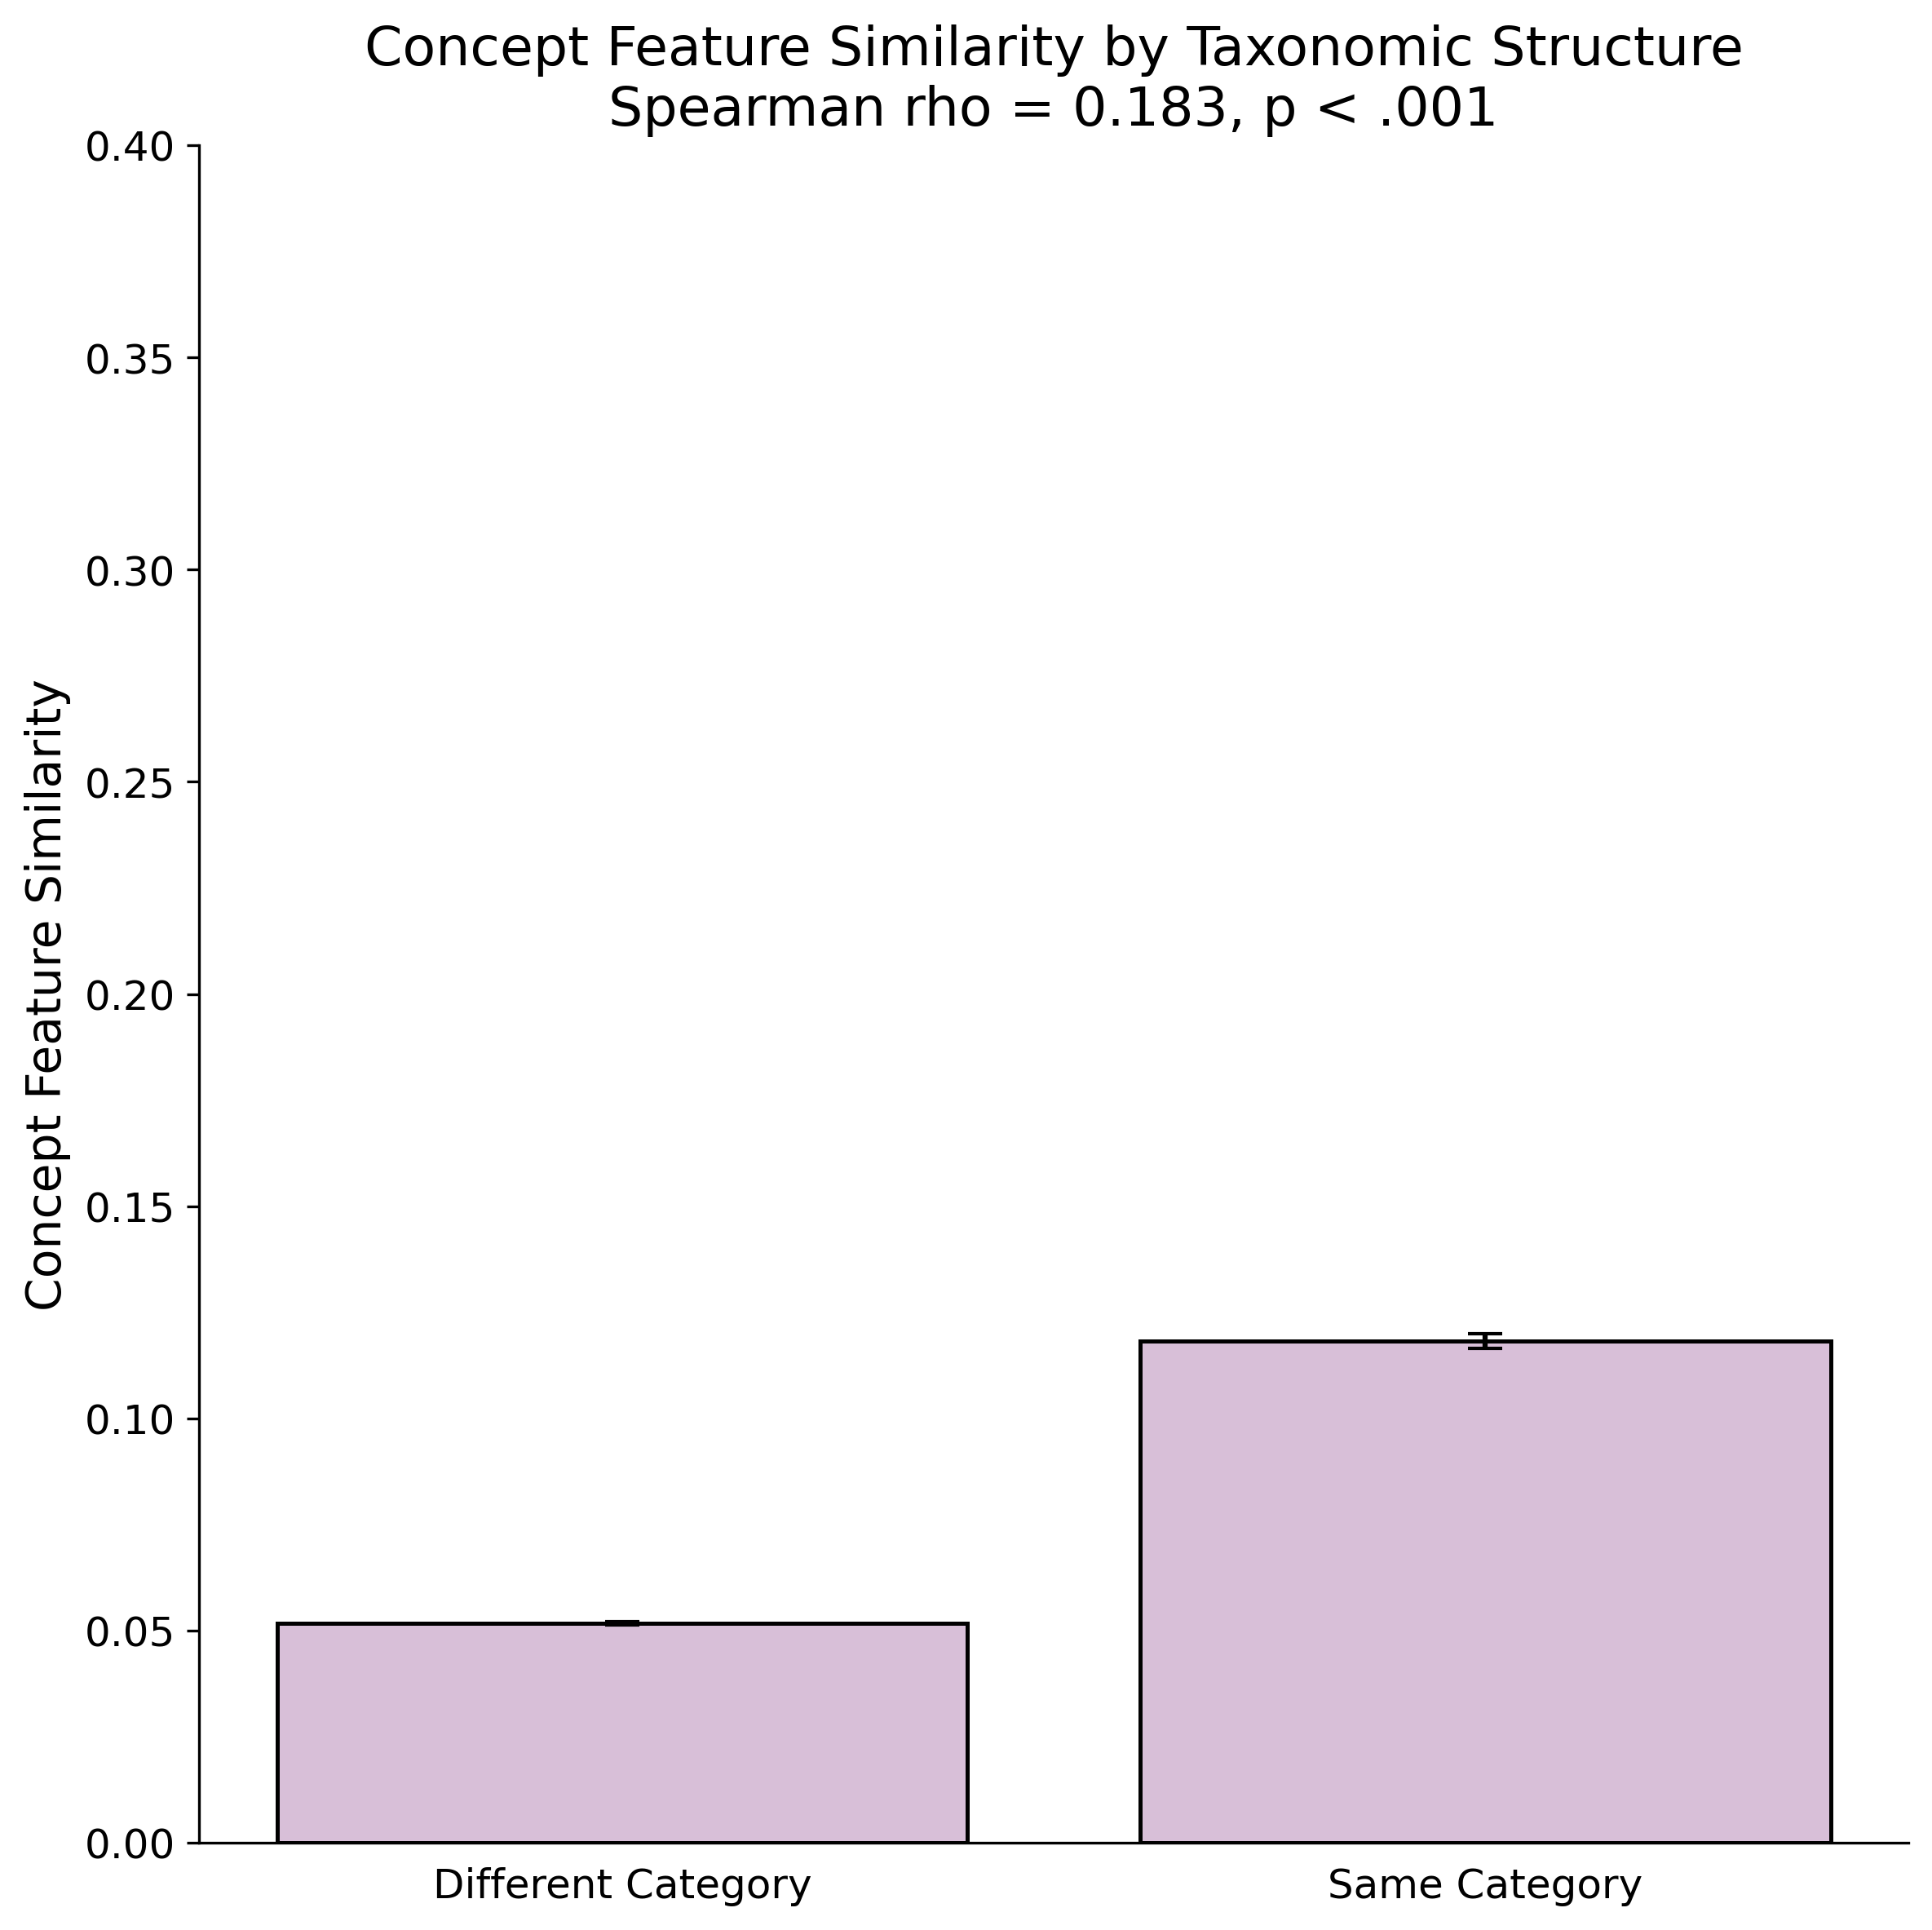 Concept Feature Similarity by Taxonomic Structure
Spearman rho = 0.183, p < .001
0.40
0.35
0.30
0.25
0.20
0.15
0.10
0.05
0.00
Concept Feature Similarity
Different Category
Same Category